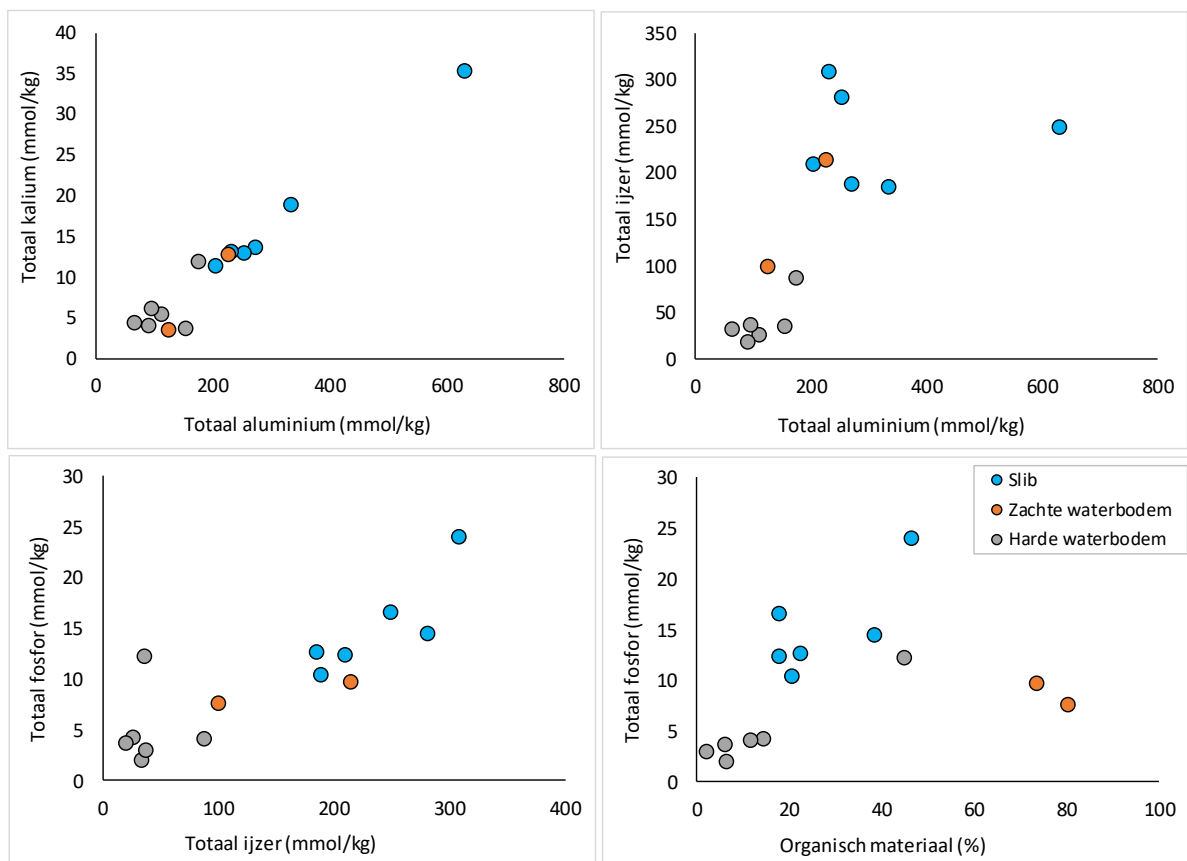 Totaal kalium (mmol/kg)
40
35
30
25
20
15
10
5
0
0 200 400 600 800
Totaal aluminium (mmol/kg)
Totaal ijzer (mmol/kg)
350
300
250
200
150
100
50
0
0 200 400 600 800
Totaal aluminium (mmol/kg)
Totaal fosfor (mmol/kg)
30
25
20
15
10
5
0
0 100 200 300 400
Totaal ijzer (mmol/kg)
Totaal fosfor (mmol/kg)
30
25
20
15
10
5
0
0 20 40 60 80 100
Organisch materiaal (%)
Slib
Zachte waterbodem
Harde waterbodem